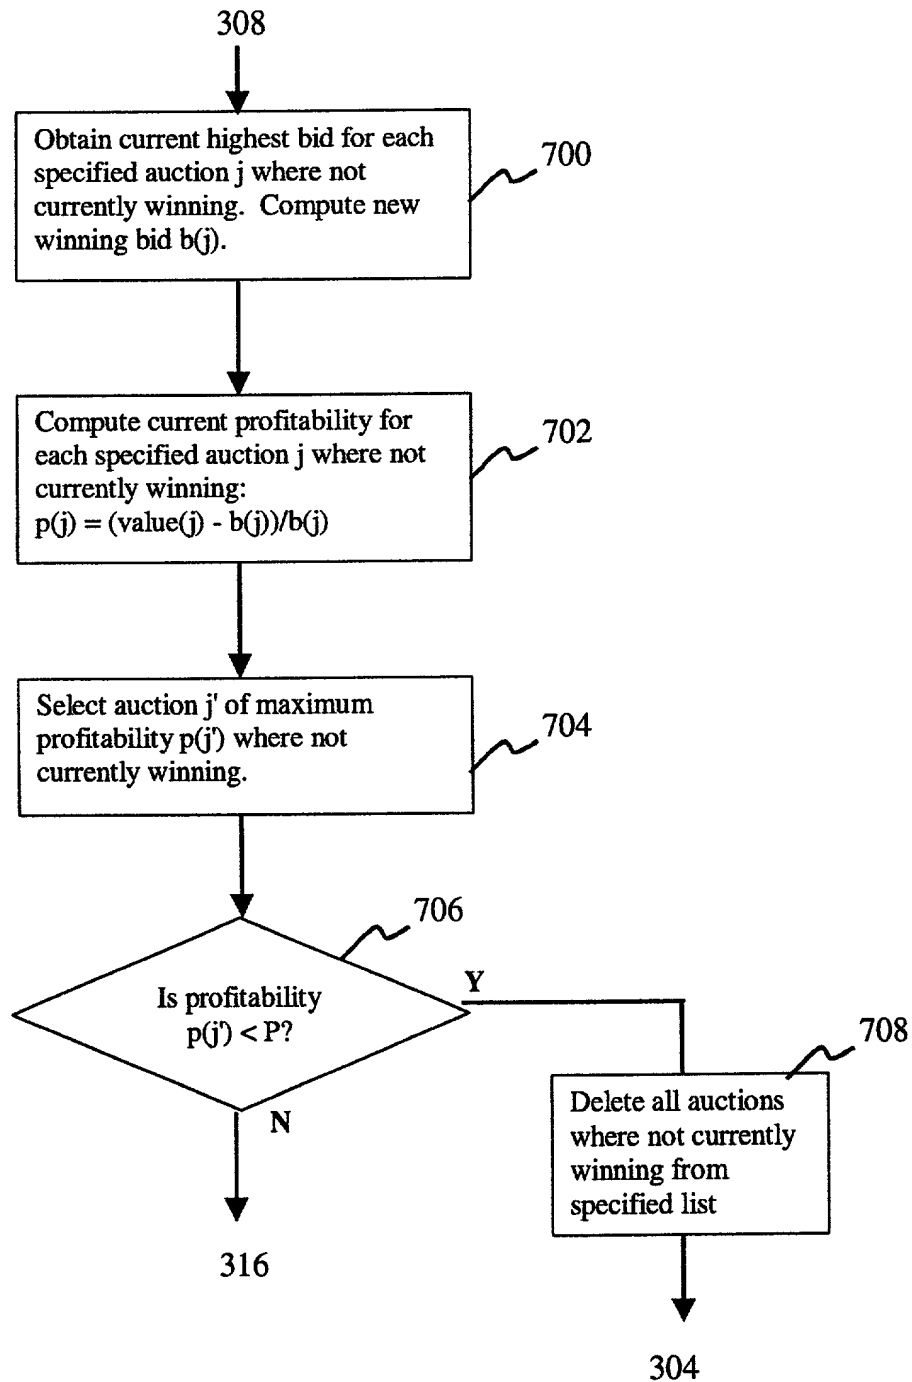 308
Obtain current highest bid for each
specified auction j where not
currently winning. Compute new
winning bid b(j).
700
Compute current profitability for
each specified auction j where not
currently winning:
p(j) = (value(j) - b(j))/b(j)
702
Select auction j' of maximum
profitability p(j') where not
currently winning.
704
706
Is profitability
p(j') < P?
Y
N
708
Delete all auctions
where not currently
winning from
specified list
316
304